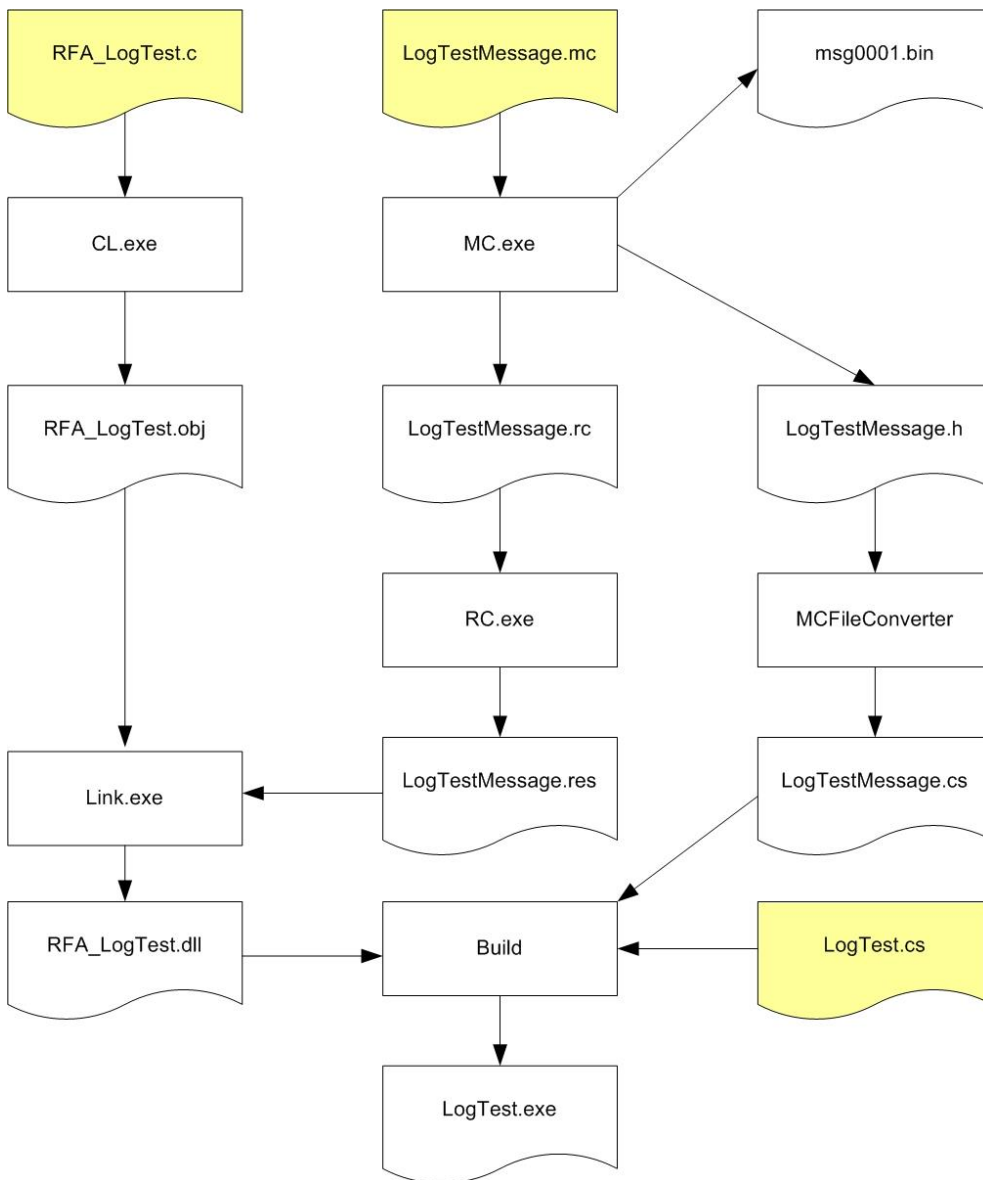 RFA_LogTest.c
LogTestMessage.mc
msg0001.bin
CL.exe
MC.exe
RFA_LogTest.obj
LogTestMessage.rc
LogTestMessage.h
RC.exe
MCFileConverter
Link.exe
LogTestMessage.res
LogTestMessage.cs
RFA_LogTest.dll
Build
LogTest.cs
LogTest.exe